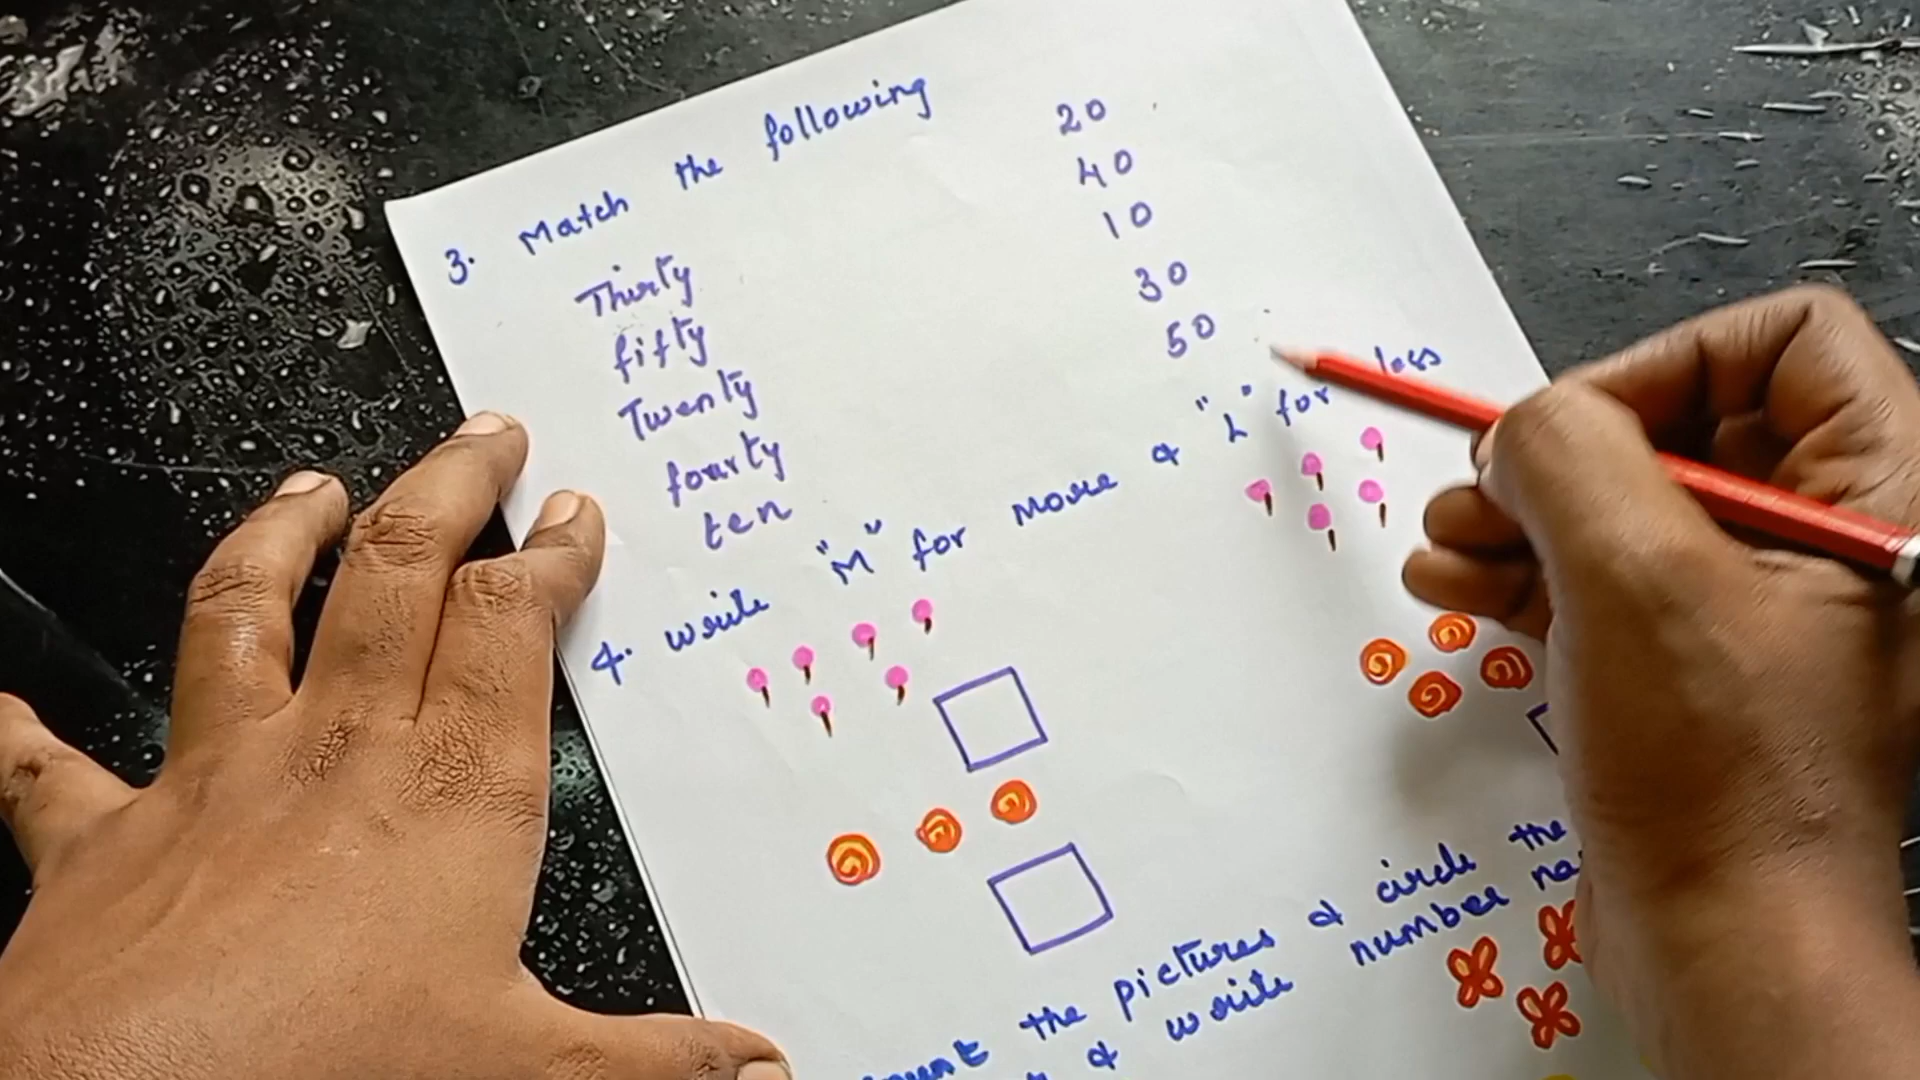 3. Match the following
Thirty 20
fifty 40
Twenty 10
fourty 30
ten 50
4. write "M" for More & "L" for less
the pictures & circle the
& write number